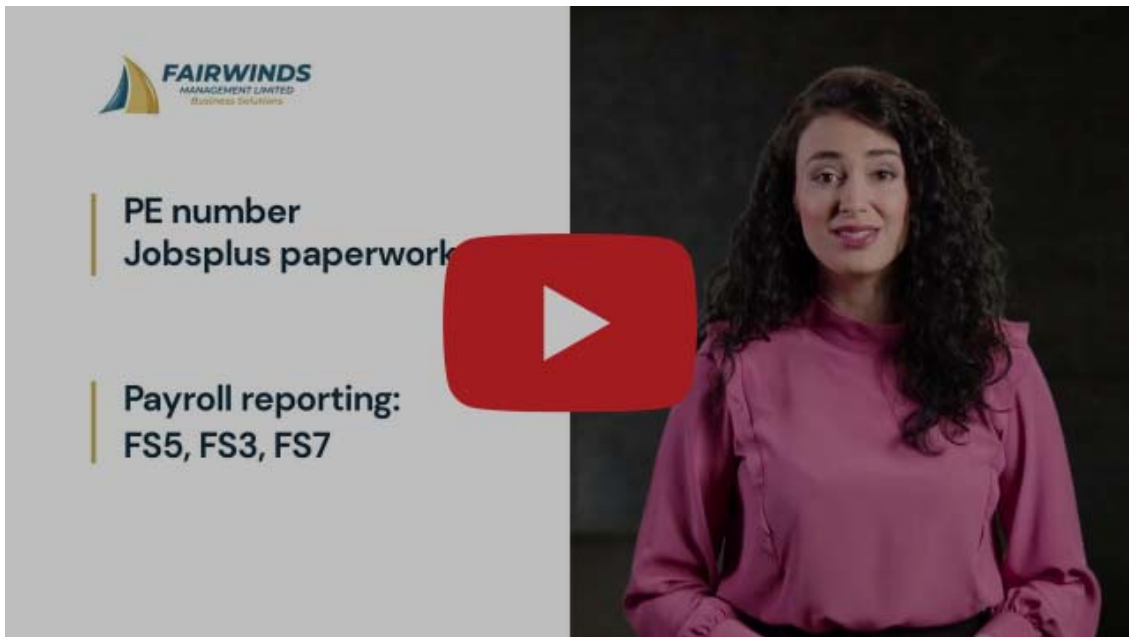 FAIRWINDS
MANAGEMENT LIMITED
Business Solutions
PE number
Jobsplus paperwork
Payroll reporting:
FS5, FS3, FS7